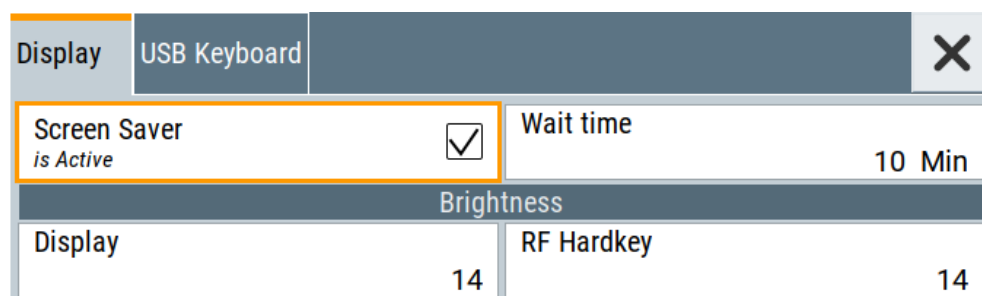 Display USB Keyboard
Screen Saver
is Active
Wait time
10 Min
Brightness
Display
14
RF Hardkey
14